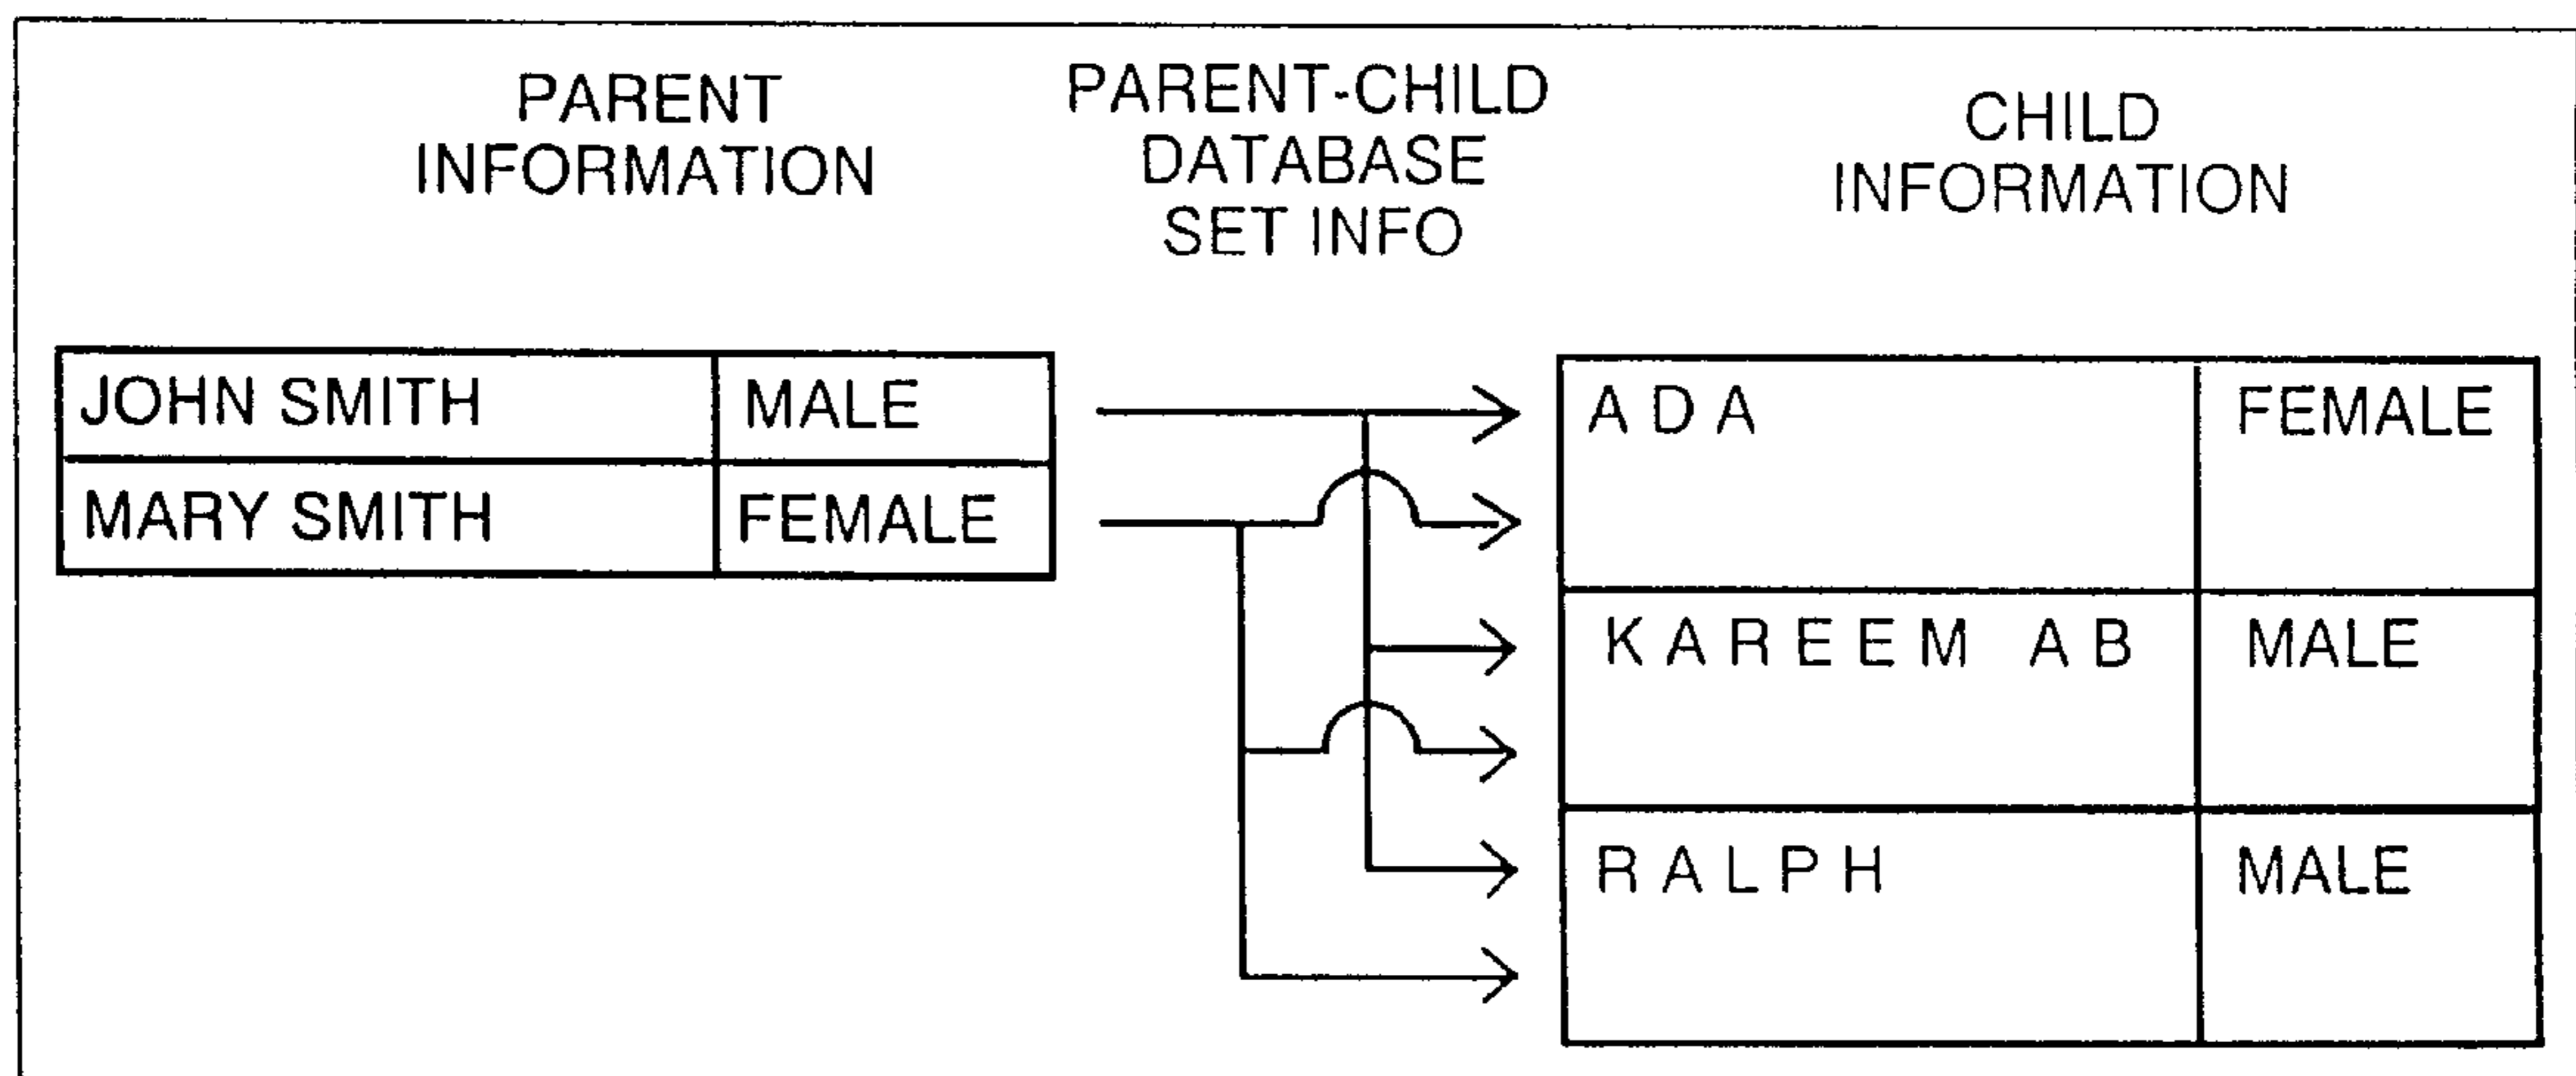 PARENT
INFORMATION
PARENT-CHILD
DATABASE
SET INFO
CHILD
INFORMATION
JOHN SMITH MALE
MARY SMITH FEMALE
ADA FEMALE
KAREEM AB MALE
RALPH MALE